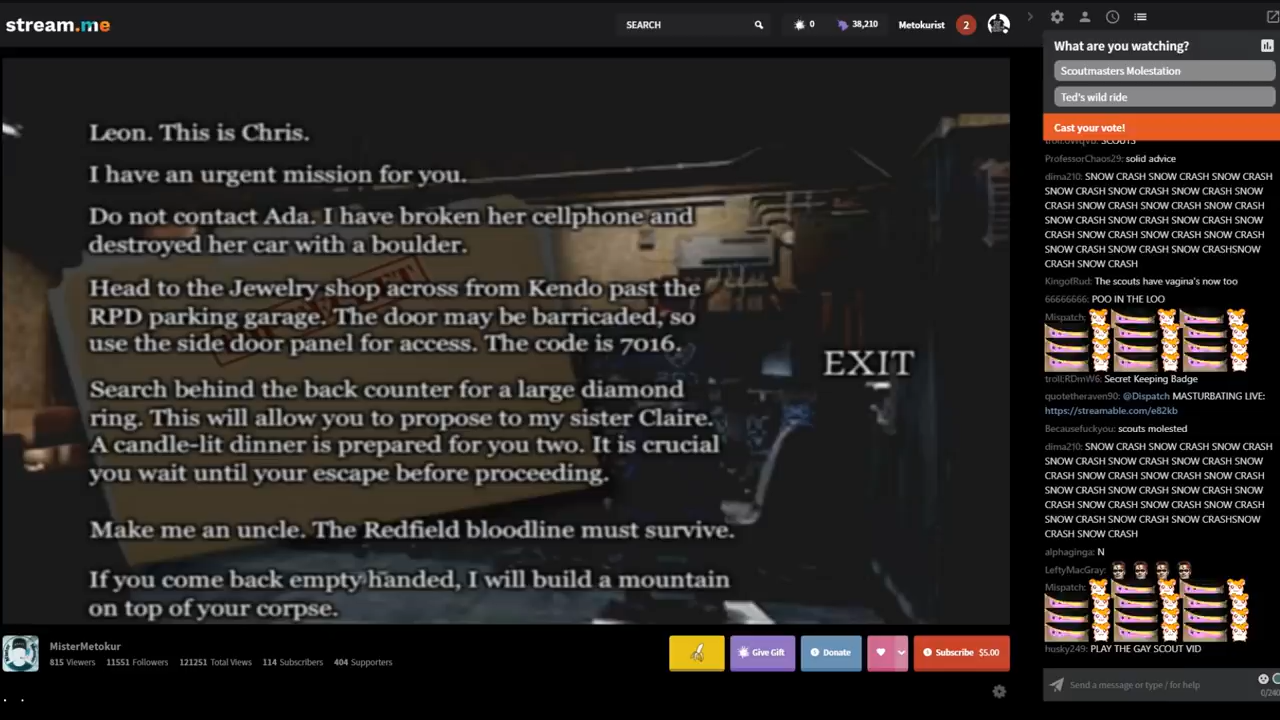 stream.me
SEARCH
0
38,210
Metokurist
2
Leon. This is Chris.
I have an urgent mission for you.
Do not contact Ada. I have broken her cellphone and
destroyed her car with a boulder.
Head to the Jewelry shop across from Kendo past the
RPD parking garage. The door may be barricaded, so
use the side door panel for access. The code is 7016.
Search behind the back counter for a large diamond
ring. This will allow you to propose to my sister Claire.
A candle-lit dinner is prepared for you two. It is crucial
you wait until your escape before proceeding.
Make me an uncle. The Redfield bloodline must survive.
If you come back empty handed, I will build a mountain
on top of your corpse.
EXIT
MisterMetokur
815 Viewers 11551 Followers 121251 Total Views 114 Subscribers 404 Supporters
Give Gift
Donate
Subscribe $5.00
What are you watching?
Scoutmasters Molestation
Ted's wild ride
Cast your vote!
ProfessorChaos29: solid advice
dima210: SNOW CRASH SNOW CRASH SNOW CRASH
SNOW CRASH SNOW CRASH SNOW CRASH SNOW
CRASH SNOW CRASH SNOW CRASH SNOW CRASH
SNOW CRASH SNOW CRASH SNOW CRASH SNOW
CRASH SNOW CRASH SNOW CRASH SNOW CRASH
SNOW CRASH SNOW CRASH SNOW CRASHSNOW
CRASH SNOW CRASH
KingofRud: The scouts have vagina's now too
66666666: POO IN THE LOO
Mispatch:
troll:RDmW6: Secret Keeping Badge
quotetheraven90: @Dispatch MASTURBATING LIVE:
https://streamable.com/e82kb
Becausefuckyou: scouts molested
dima210: SNOW CRASH SNOW CRASH SNOW CRASH
SNOW CRASH SNOW CRASH SNOW CRASH SNOW
CRASH SNOW CRASH SNOW CRASH SNOW CRASH
SNOW CRASH SNOW CRASH SNOW CRASH SNOW
CRASH SNOW CRASH SNOW CRASH SNOW CRASH
SNOW CRASH SNOW CRASH SNOW CRASHSNOW
CRASH SNOW CRASH
alphaginga: N
LeftyMacGray:
Mispatch:
husky249: PLAY THE GAY SCOUT VID
Send a message or type / for help
0/240